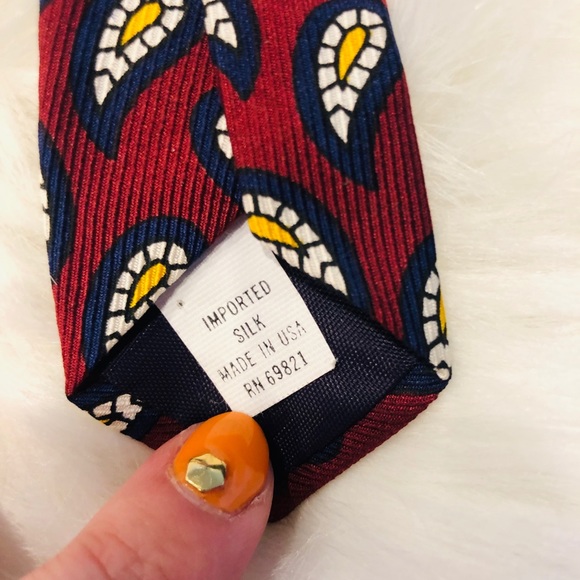 IMPORTED
SILK
MADE IN USA
RN 69821